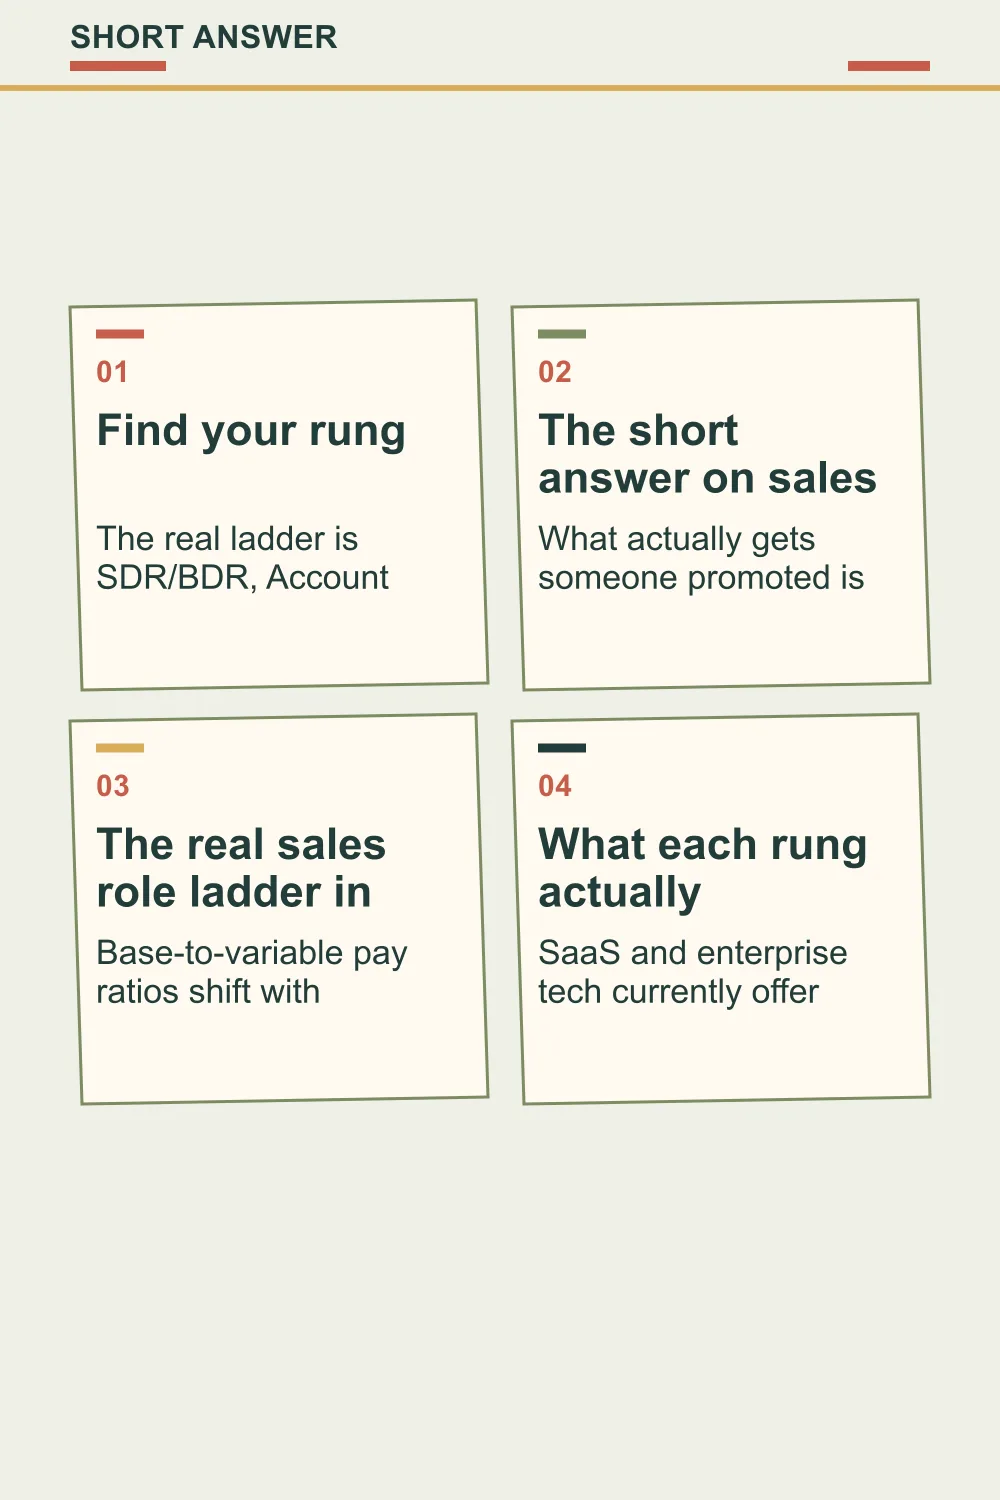 SHORT ANSWER
01
Find your rung
The real ladder is
SDR/BDR, Account
02
The short
answer on sales
What actually gets
someone promoted is
03
The real sales
role ladder in
Base-to-variable pay
ratios shift with
04
What each rung
actually
SaaS and enterprise
tech currently offer